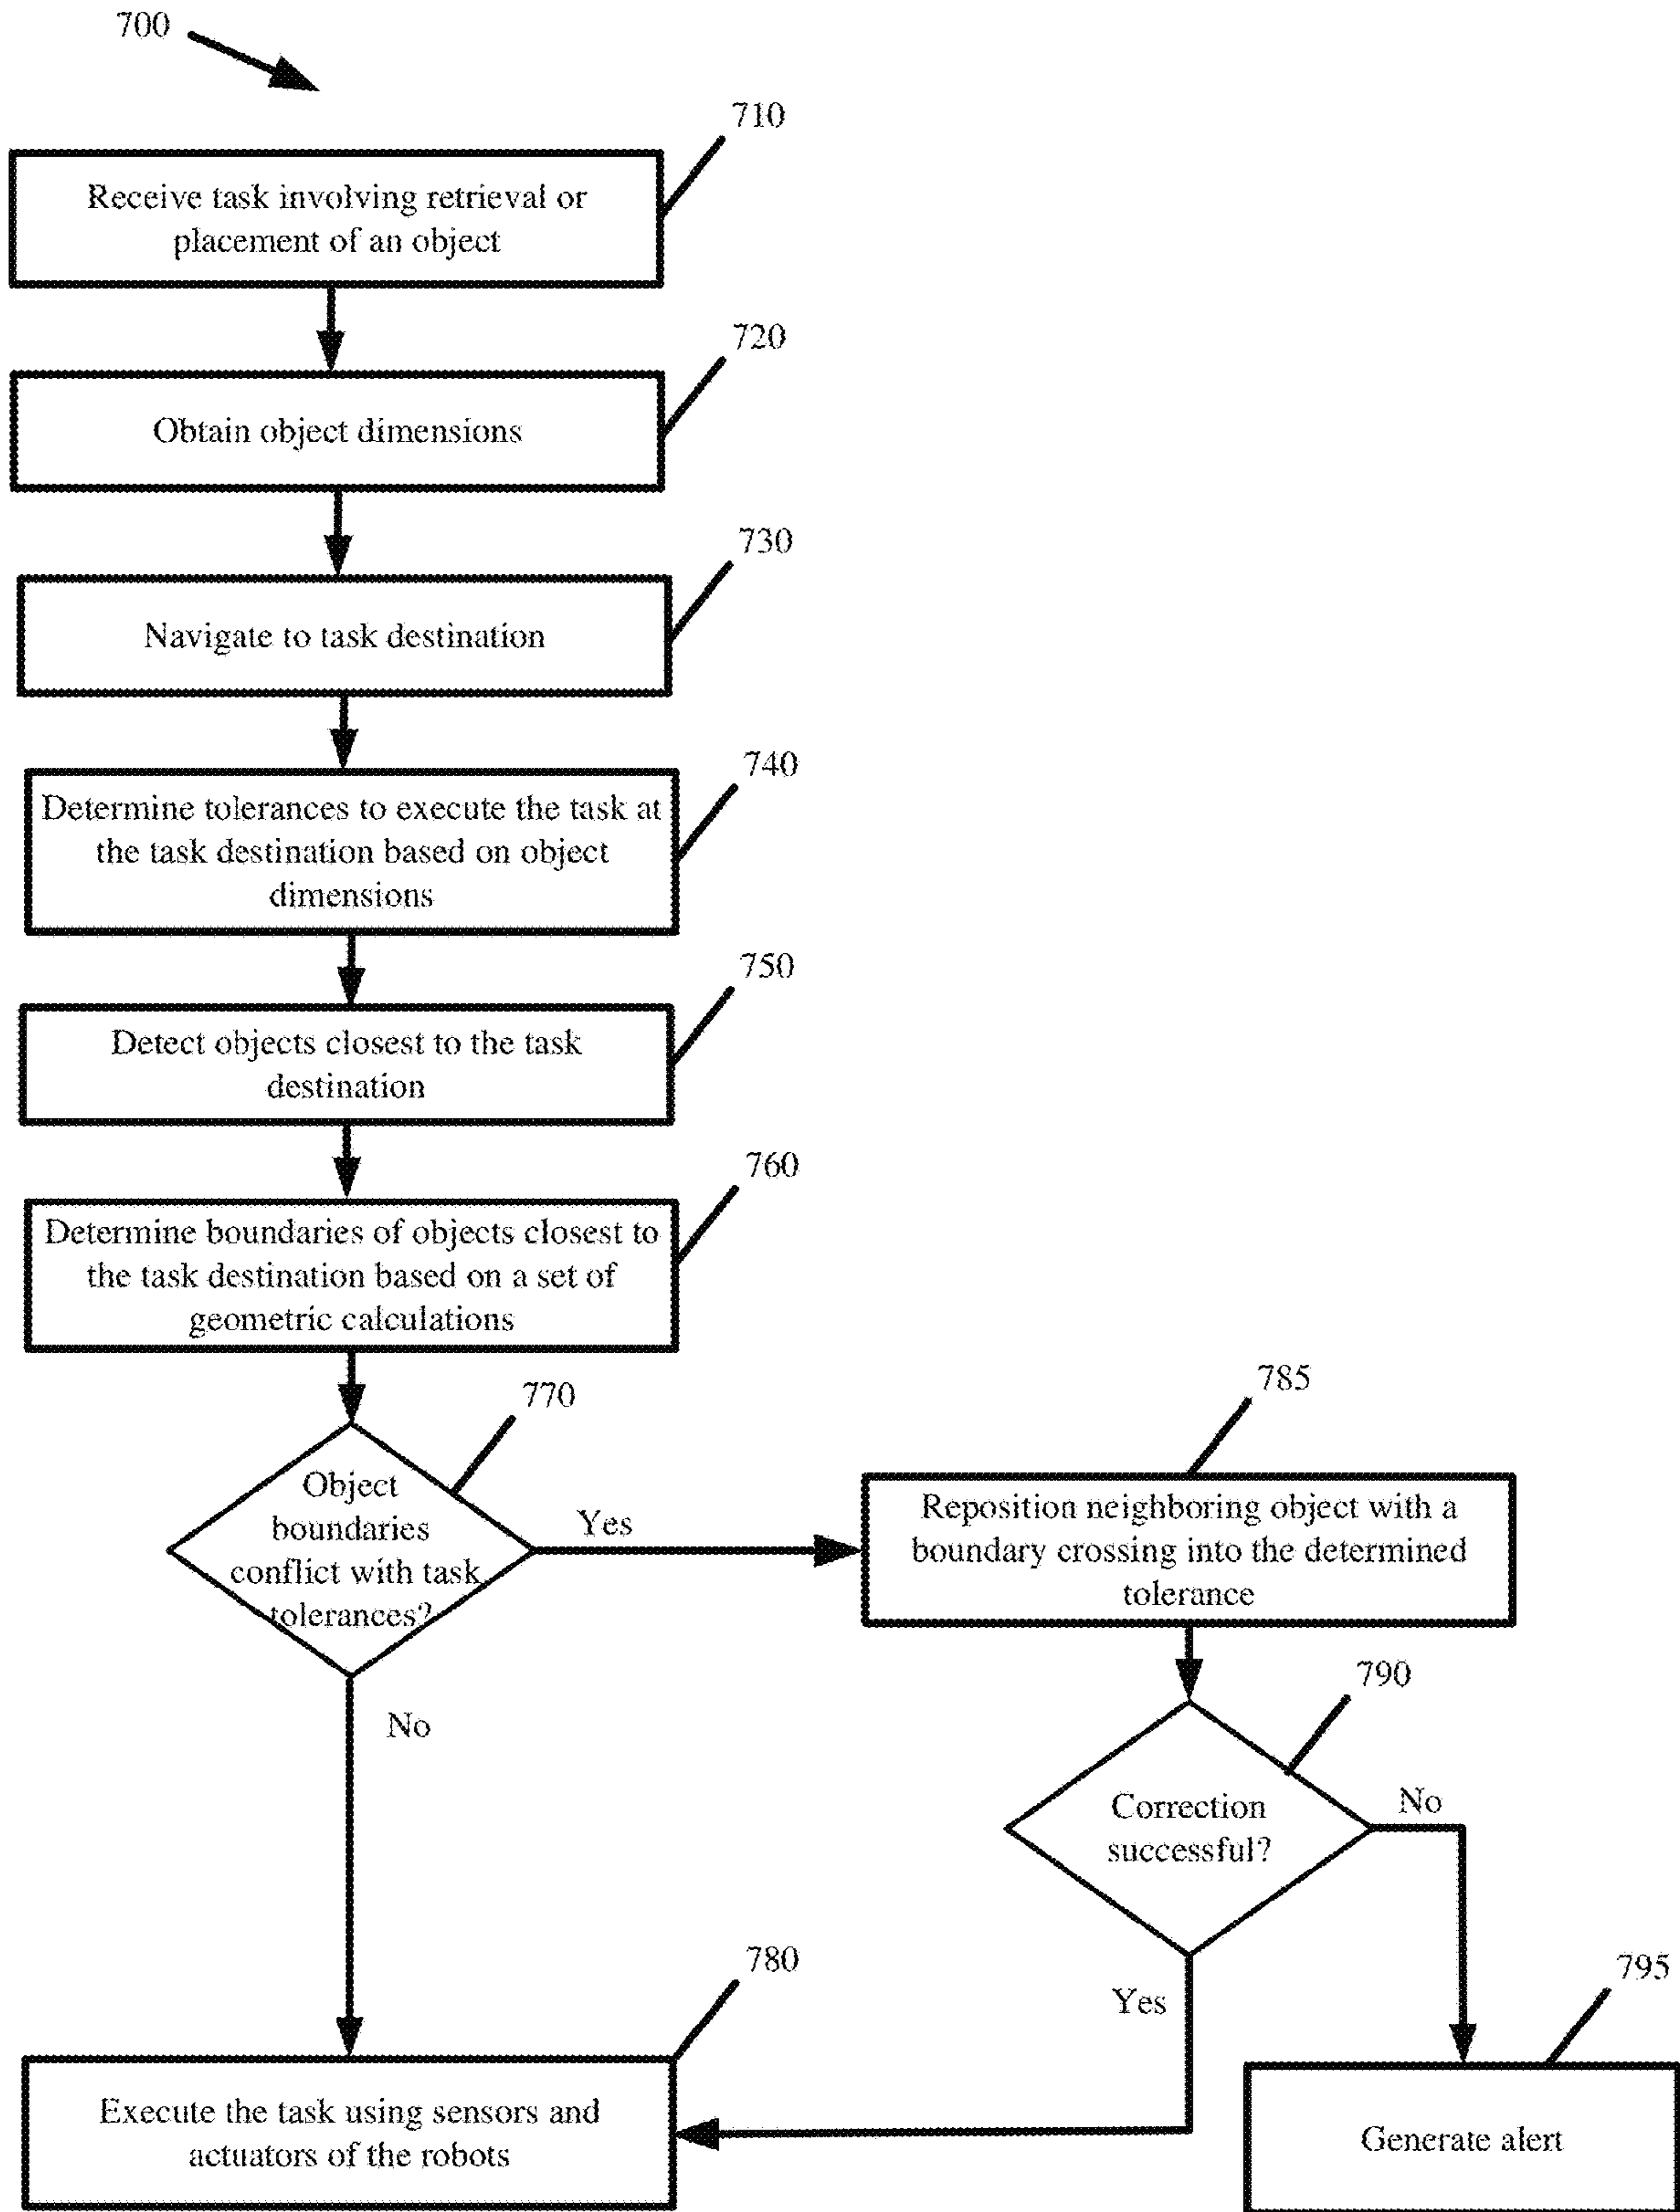 700
710
Receive task involving retrieval or
placement of an object
720
Obtain object dimensions
730
Navigate to task destination
740
Determine tolerances to execute the task at
the task destination based on object
dimensions
750
Detect objects closest to the task
destination
760
Determine boundaries of objects closest to
the task destination based on a set of
geometric calculations
770
Object
boundaries
conflict with task
tolerances?
Yes
No
785
Reposition neighboring object with a
boundary crossing into the determined
tolerance
790
Correction
successful?
No
Yes
780
Execute the task using sensors and
actuators of the robots
795
Generate alert